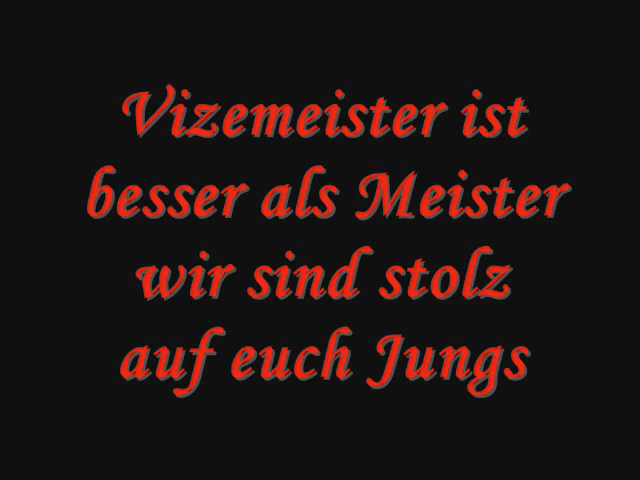 Vizemeister ist
besser als Meister
wir sind stolz
auf euch Jungs